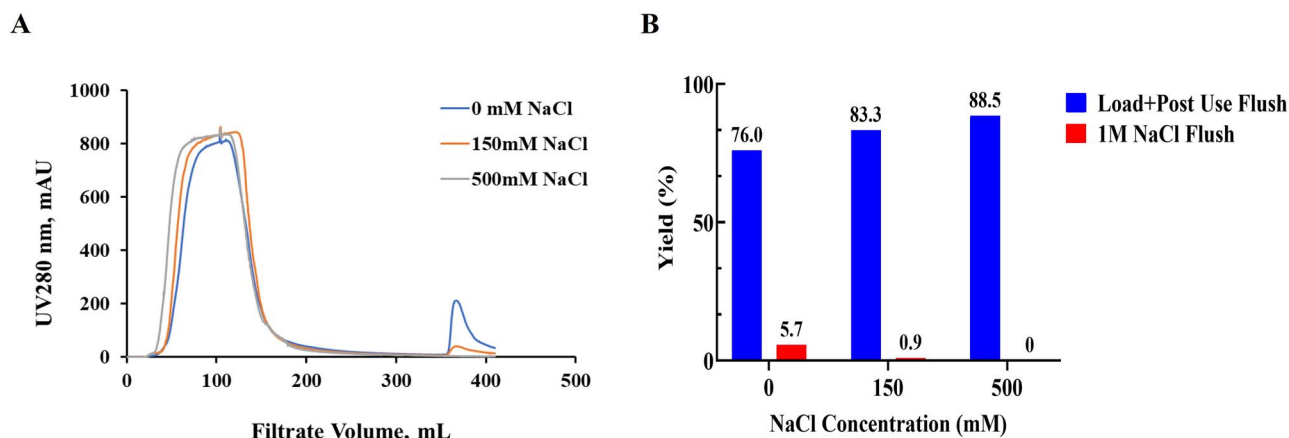 A
UV280 nm, mAU
1000
800
600
400
200
0
0
100
200
300
400
500
Filtrate Volume, mL
0 mM NaCl
150mM NaCl
500mM NaCl
B
Yield (%)
100
50
0
76.0
5.7
83.3
0.9
88.5
0
0
150
500
NaCl Concentration (mM)
Load+Post Use Flush
1M NaCl Flush